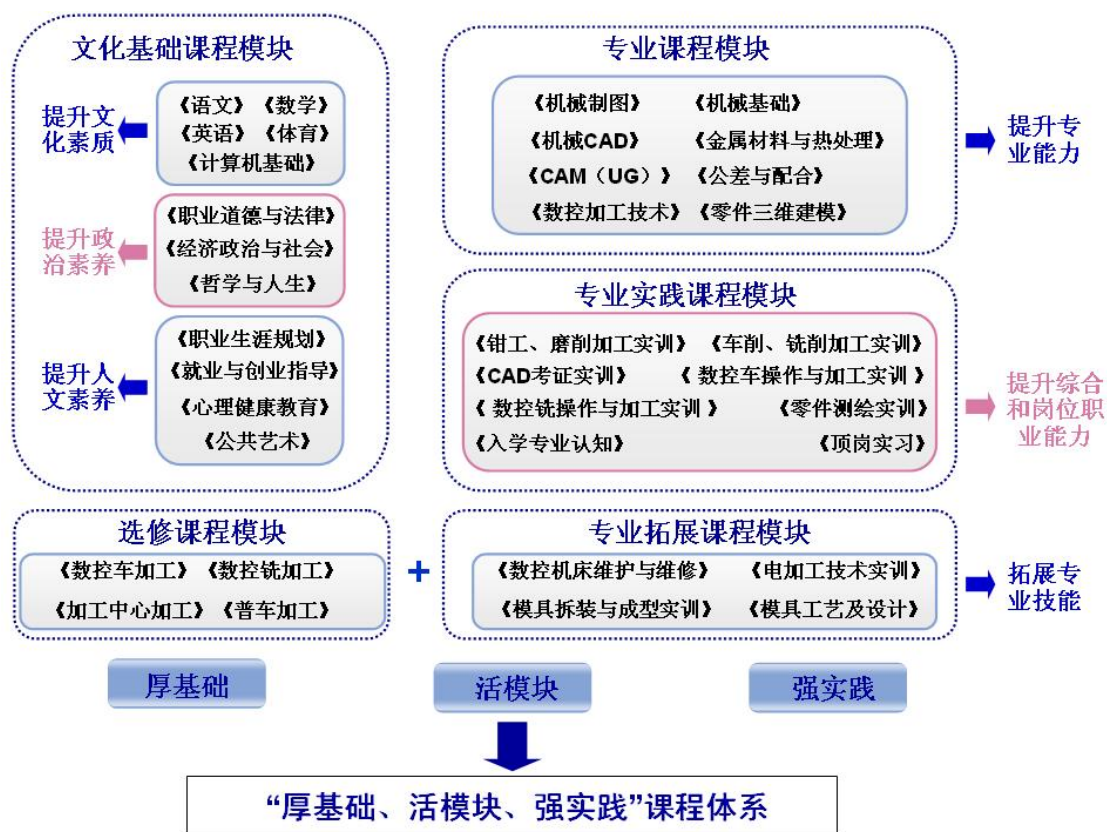 文化基础课程模块
提升文
化素质
《语文》 《数学》
《英语》 《体育》
《计算机基础》
提升政
治素养
《职业道德与法律》
《经济政治与社会》
《哲学与人生》
提升人
文素养
《职业生涯规划》
《就业与创业指导》
《心理健康教育》
《公共艺术》
专业课程模块
《机械制图》 《机械基础》
《机械CAD》 《金属材料与热处理》
《CAM（UG）》 《公差与配合》
《数控加工技术》 《零件三维建模》
提升专
业能力
专业实践课程模块
《钳工、磨削加工实训》 《车削、铣削加工实训》
《CAD考证实训》 《 数控车操作与加工实训 》
《 数控铣操作与加工实训 》 《零件测绘实训》
《入学专业认知》 《顶岗实习》
提升综合
和岗位职
业能力
选修课程模块
《数控车加工》 《数控铣加工》
《加工中心加工》 《普车加工》
+
专业拓展课程模块
《数控机床维护与维修》 《电加工技术实训》
《模具拆装与成型实训》 《模具工艺及设计》
拓展专
业技能
厚基础 活模块 强实践
“厚基础、活模块、强实践”课程体系